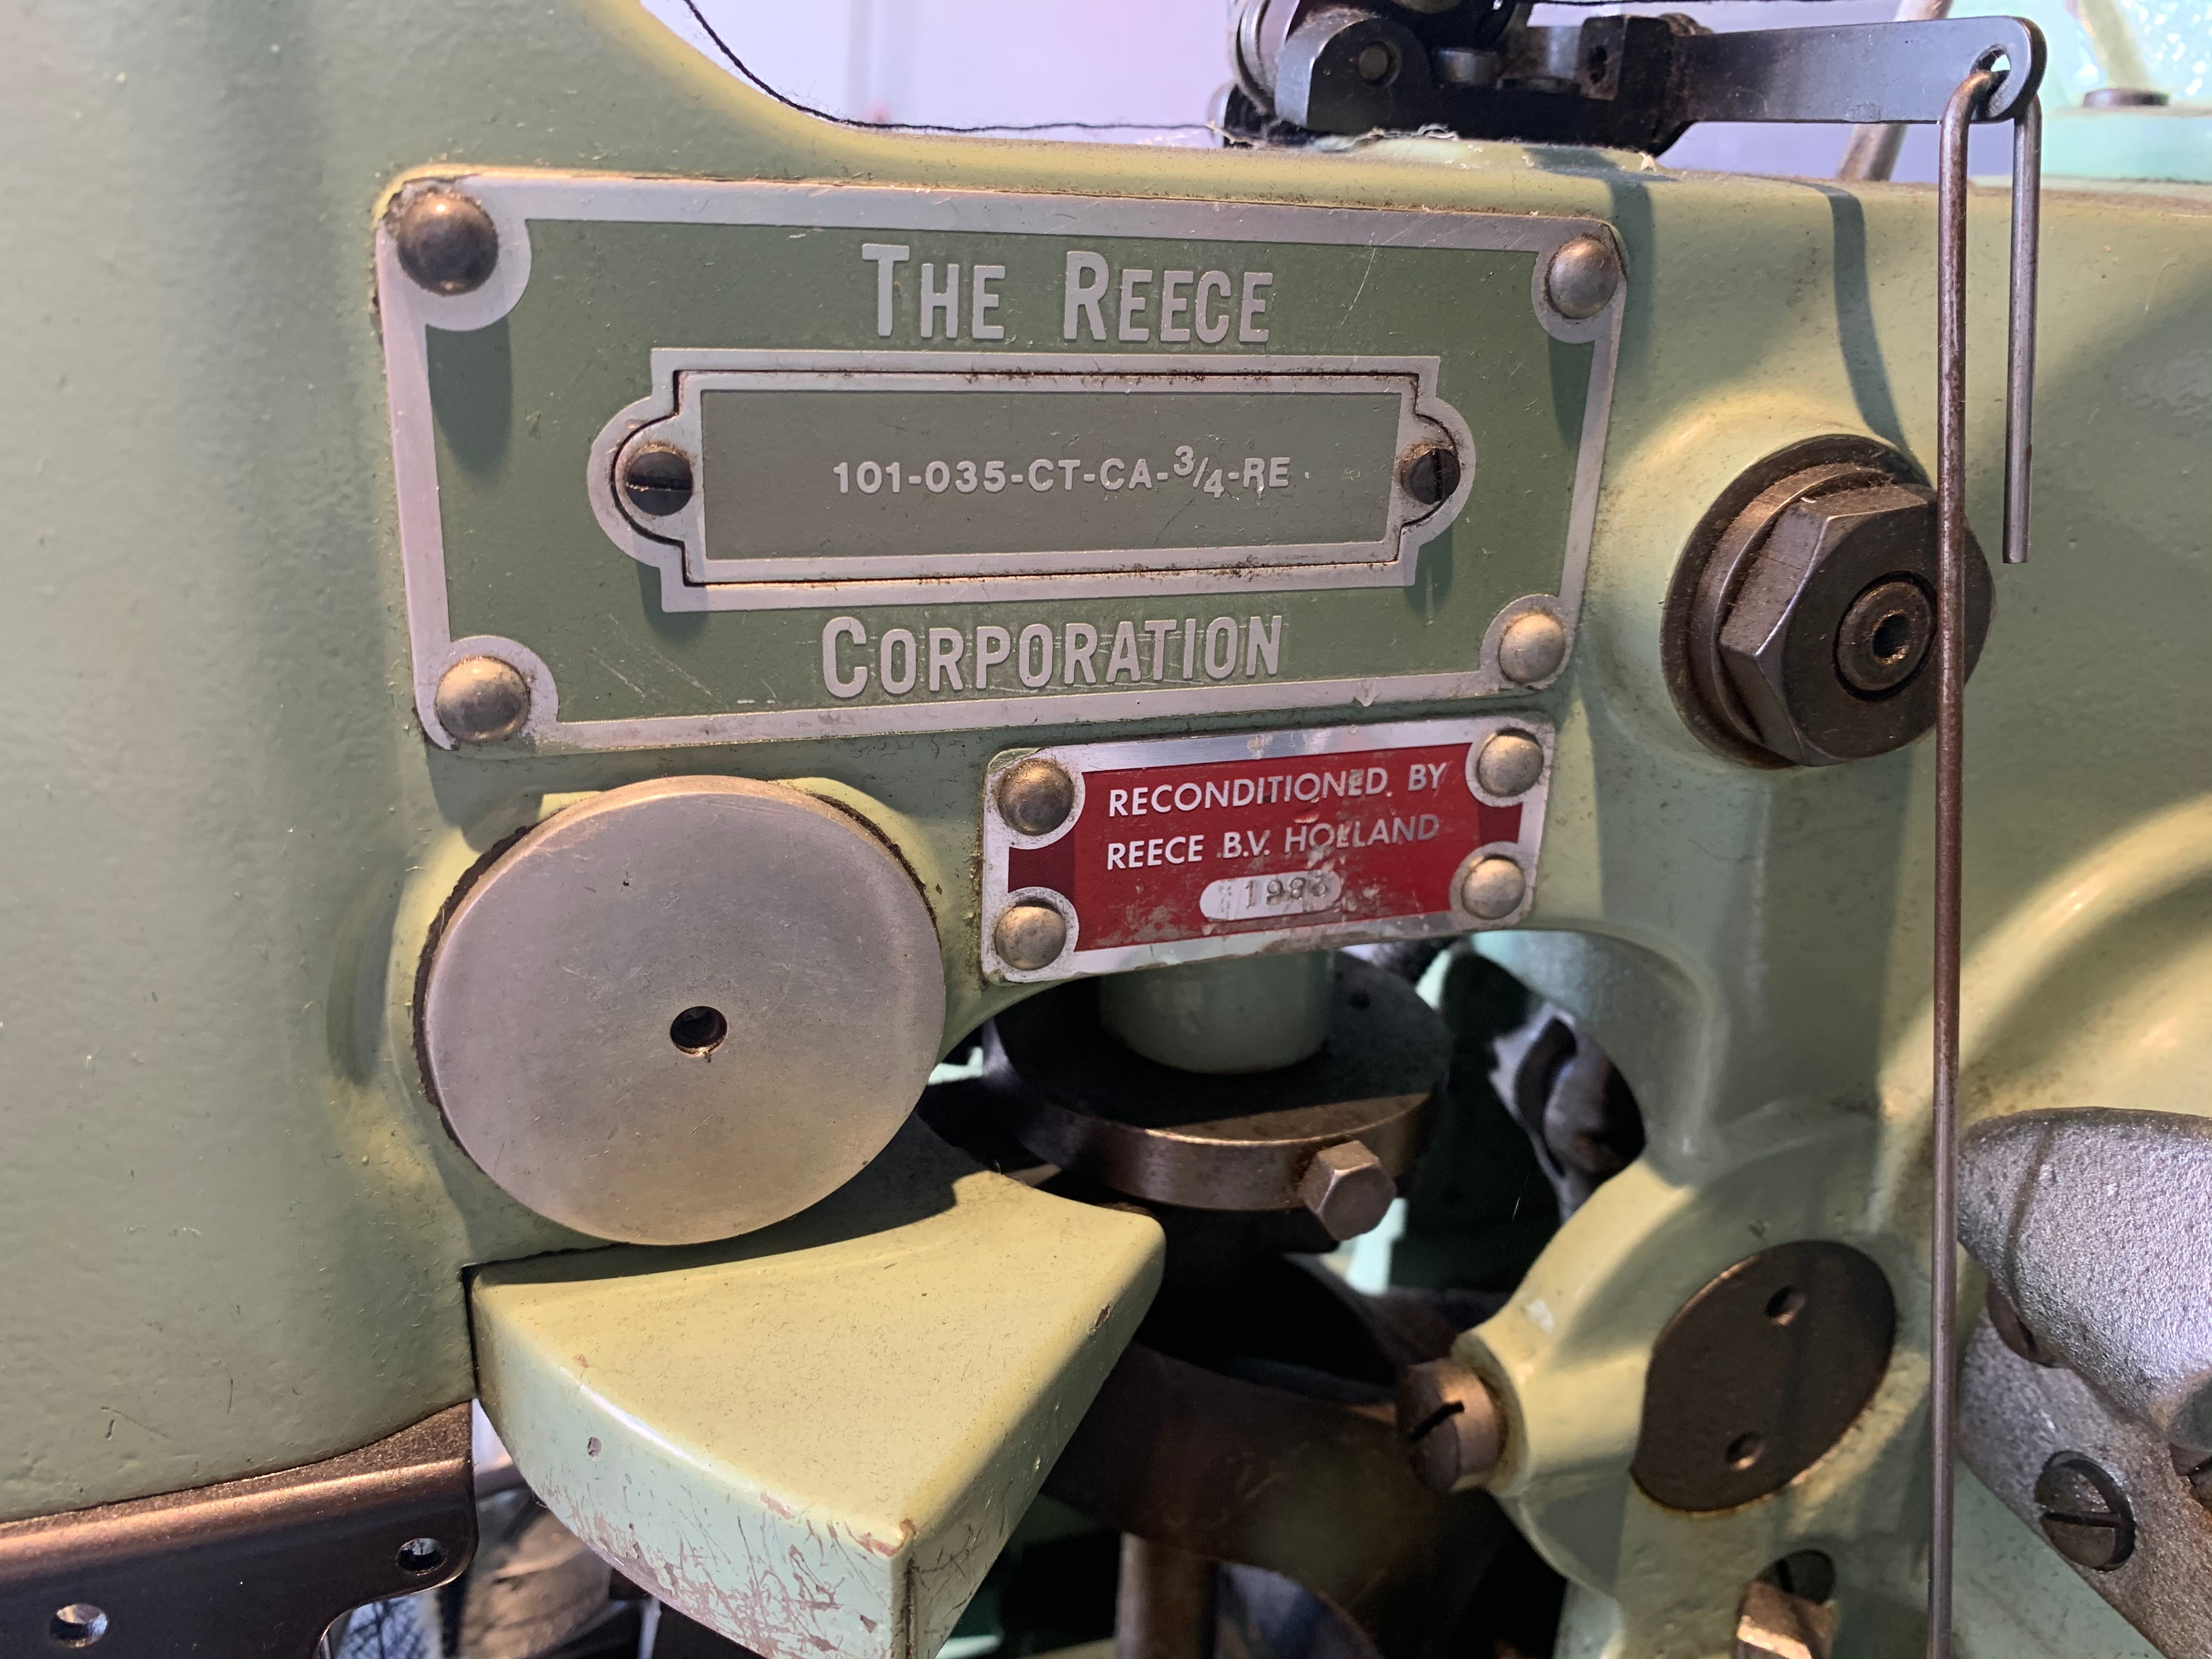 THE REECE
101-035-CT-CA-3/4-RE
CORPORATION
RECONDITIONED BY
REECE B.V. HOLLAND